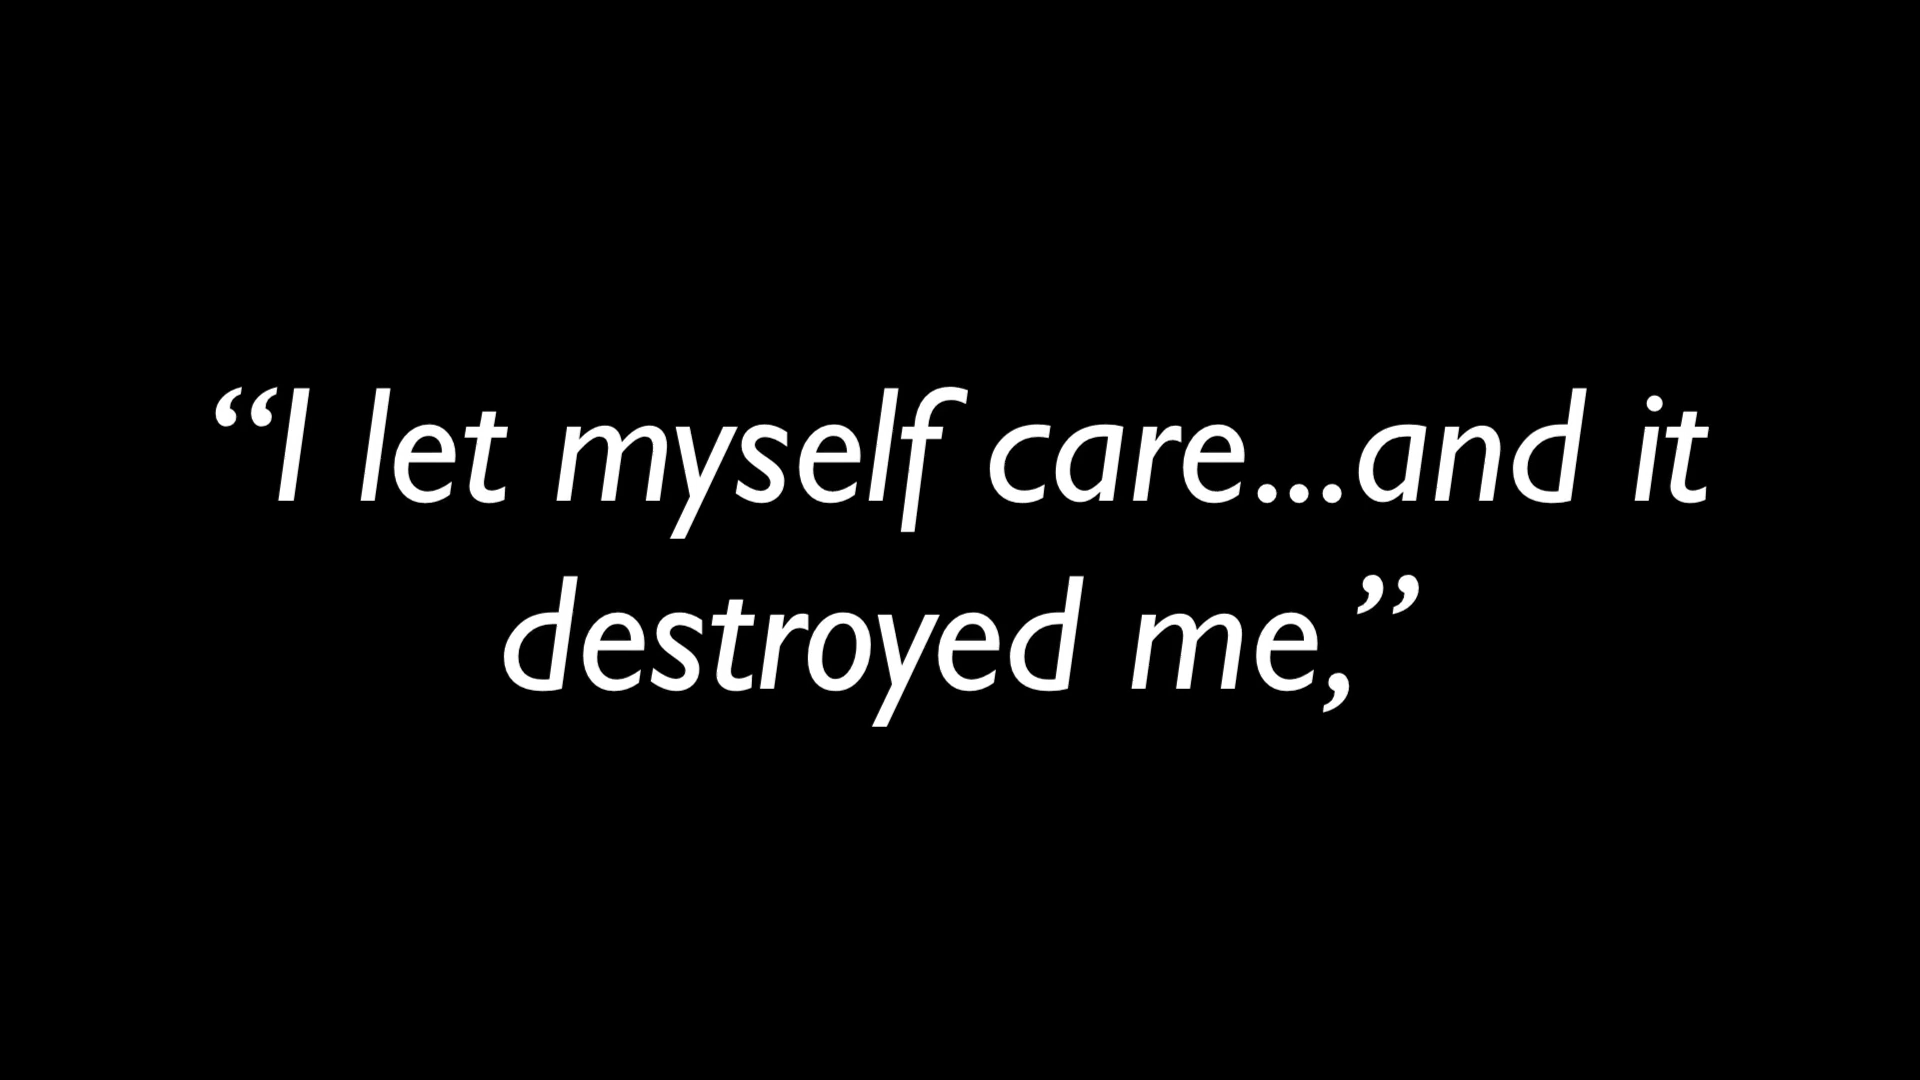 “I let myself care...and it
destroyed me,”